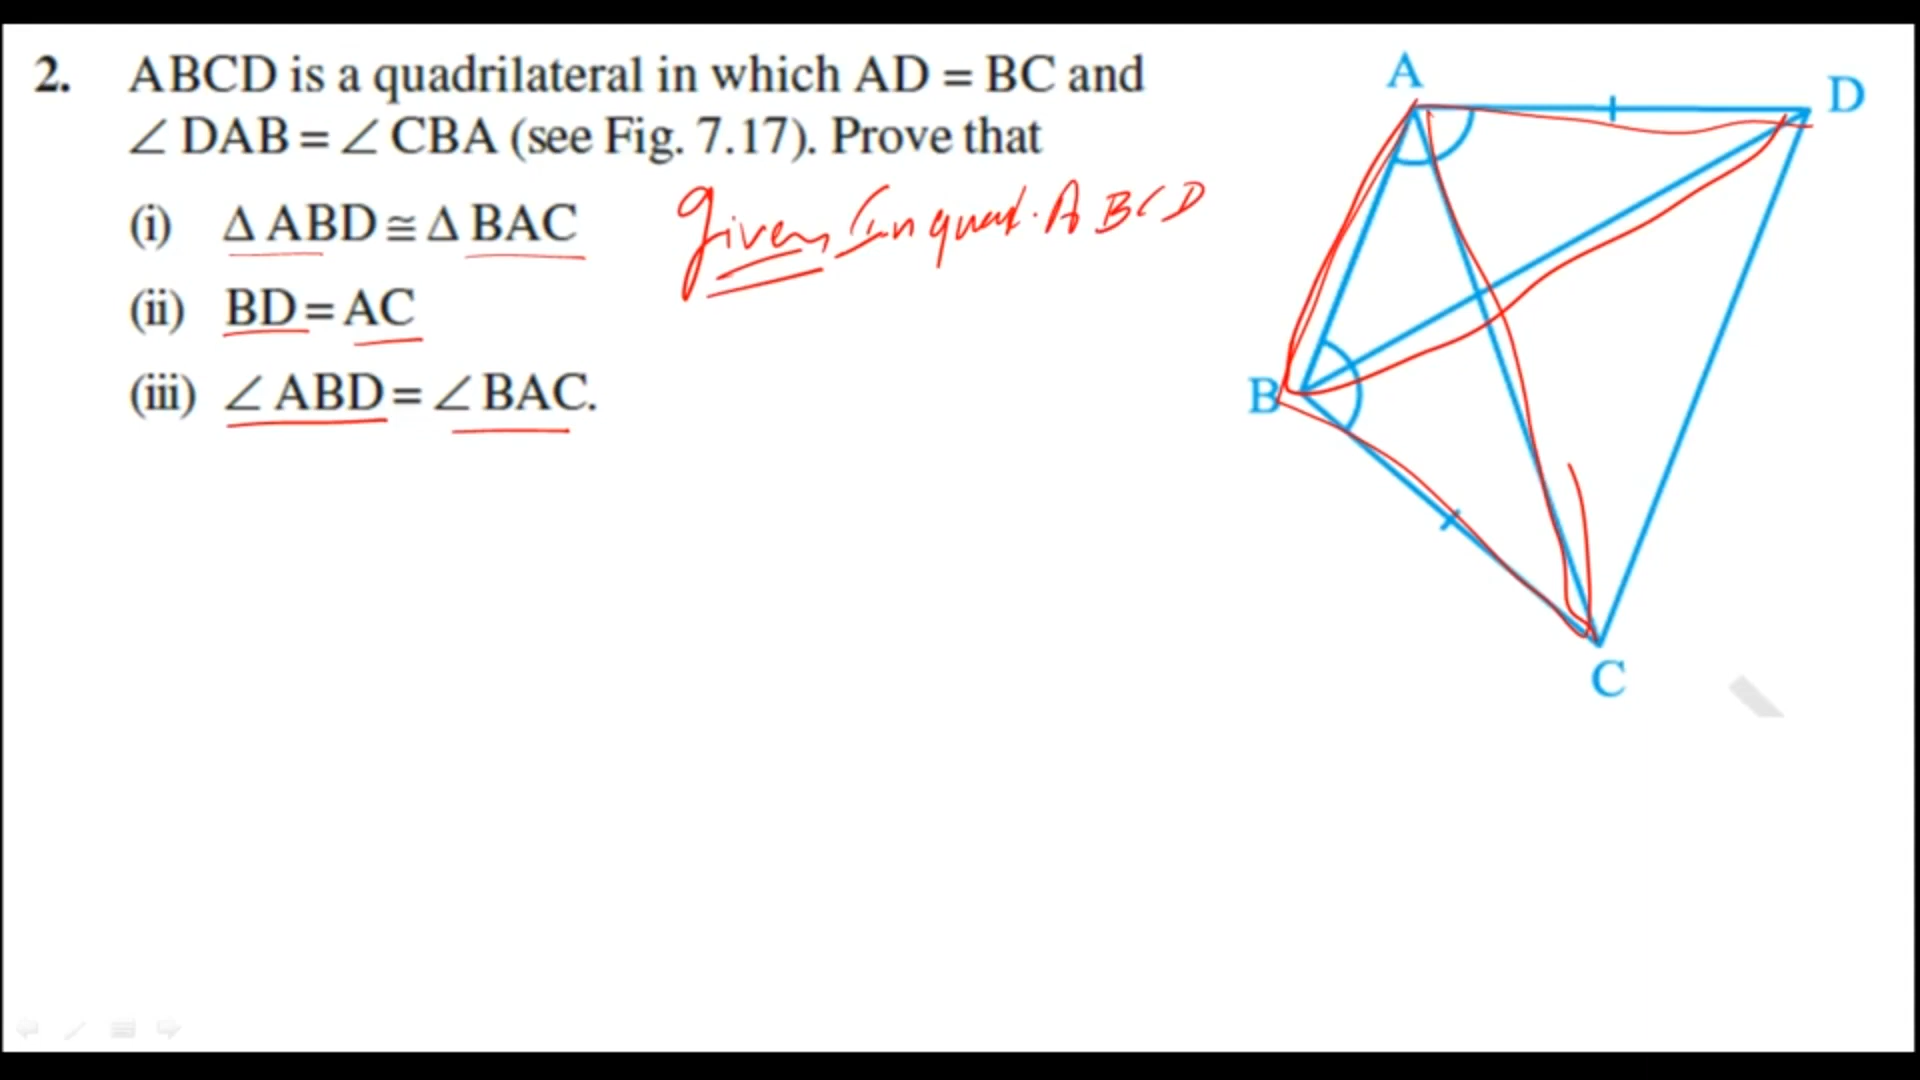 2. ABCD is a quadrilateral in which AD = BC and
∠ DAB = ∠ CBA (see Fig. 7.17). Prove that
(i) Δ ABD ≅ Δ BAC
Given, In quad. ABCD
(ii) BD = AC
(iii) ∠ ABD = ∠ BAC.
A
D
B
C